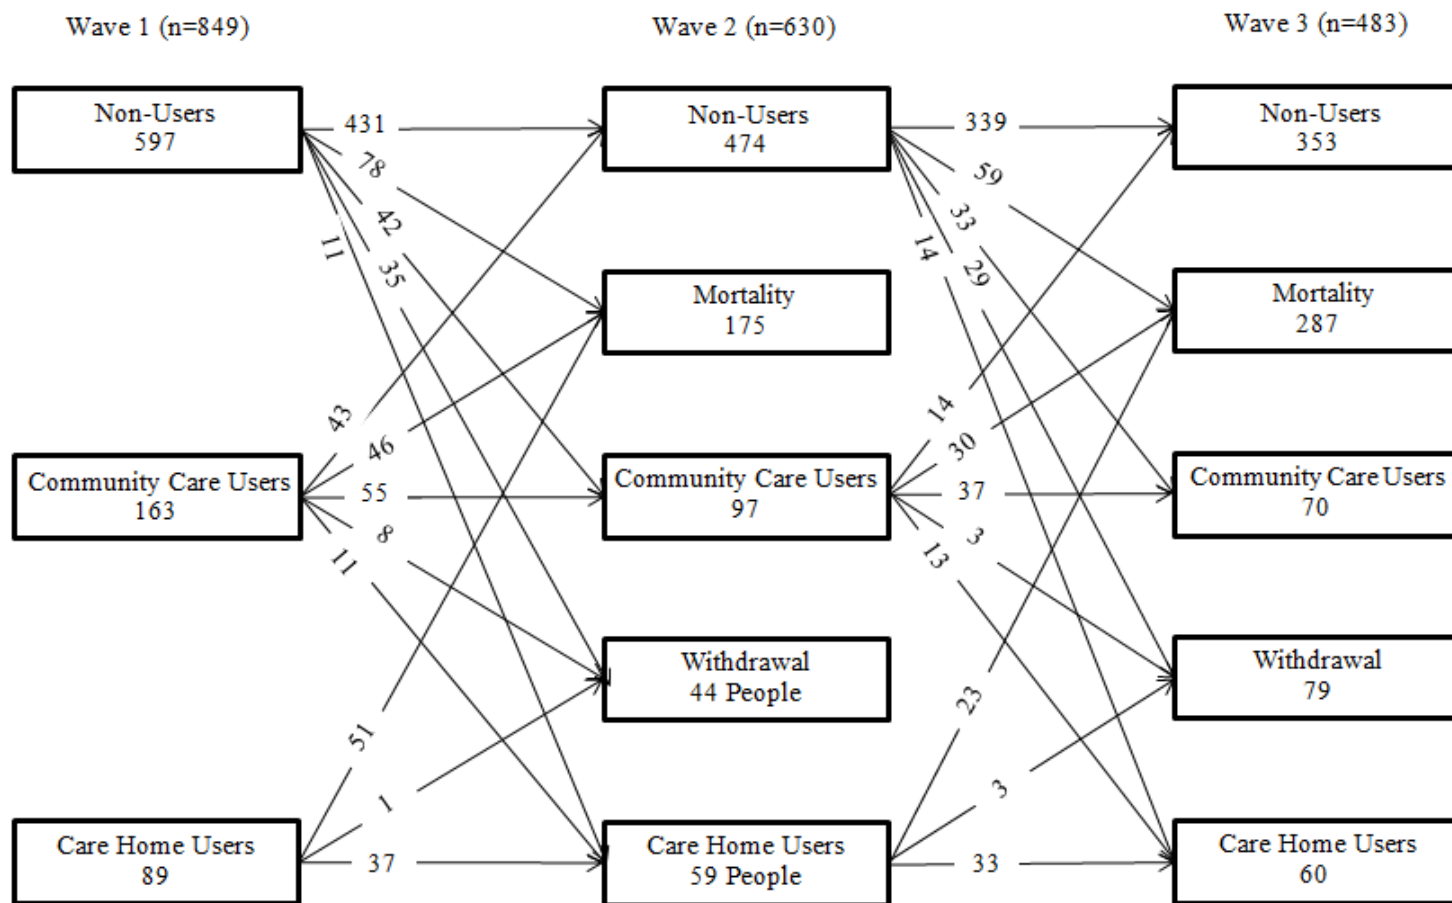 Wave 1 (n=849)
Wave 2 (n=630)
Wave 3 (n=483)
Non-Users
597
431
78
42
35
11
Non-Users
474
339
59
33
29
14
Non-Users
353
Mortality
175
Mortality
287
Community Care Users
163
43
46
55
8
11
Community Care Users
97
14
30
37
3
13
Community Care Users
70
Withdrawal
44 People
Withdrawal
79
Care Home Users
89
51
1
37
Care Home Users
59 People
23
3
33
Care Home Users
60